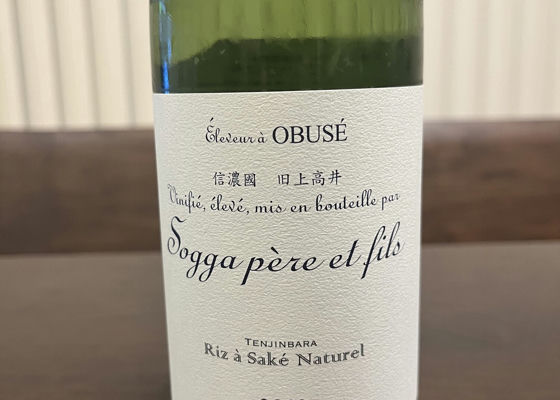 Éleveur à OBUSÉ
信濃國 旧上高井
Vinifié, élevé, mis en bouteille par
Sogga père et fils
TENJINBARA
Riz à Saké Naturel